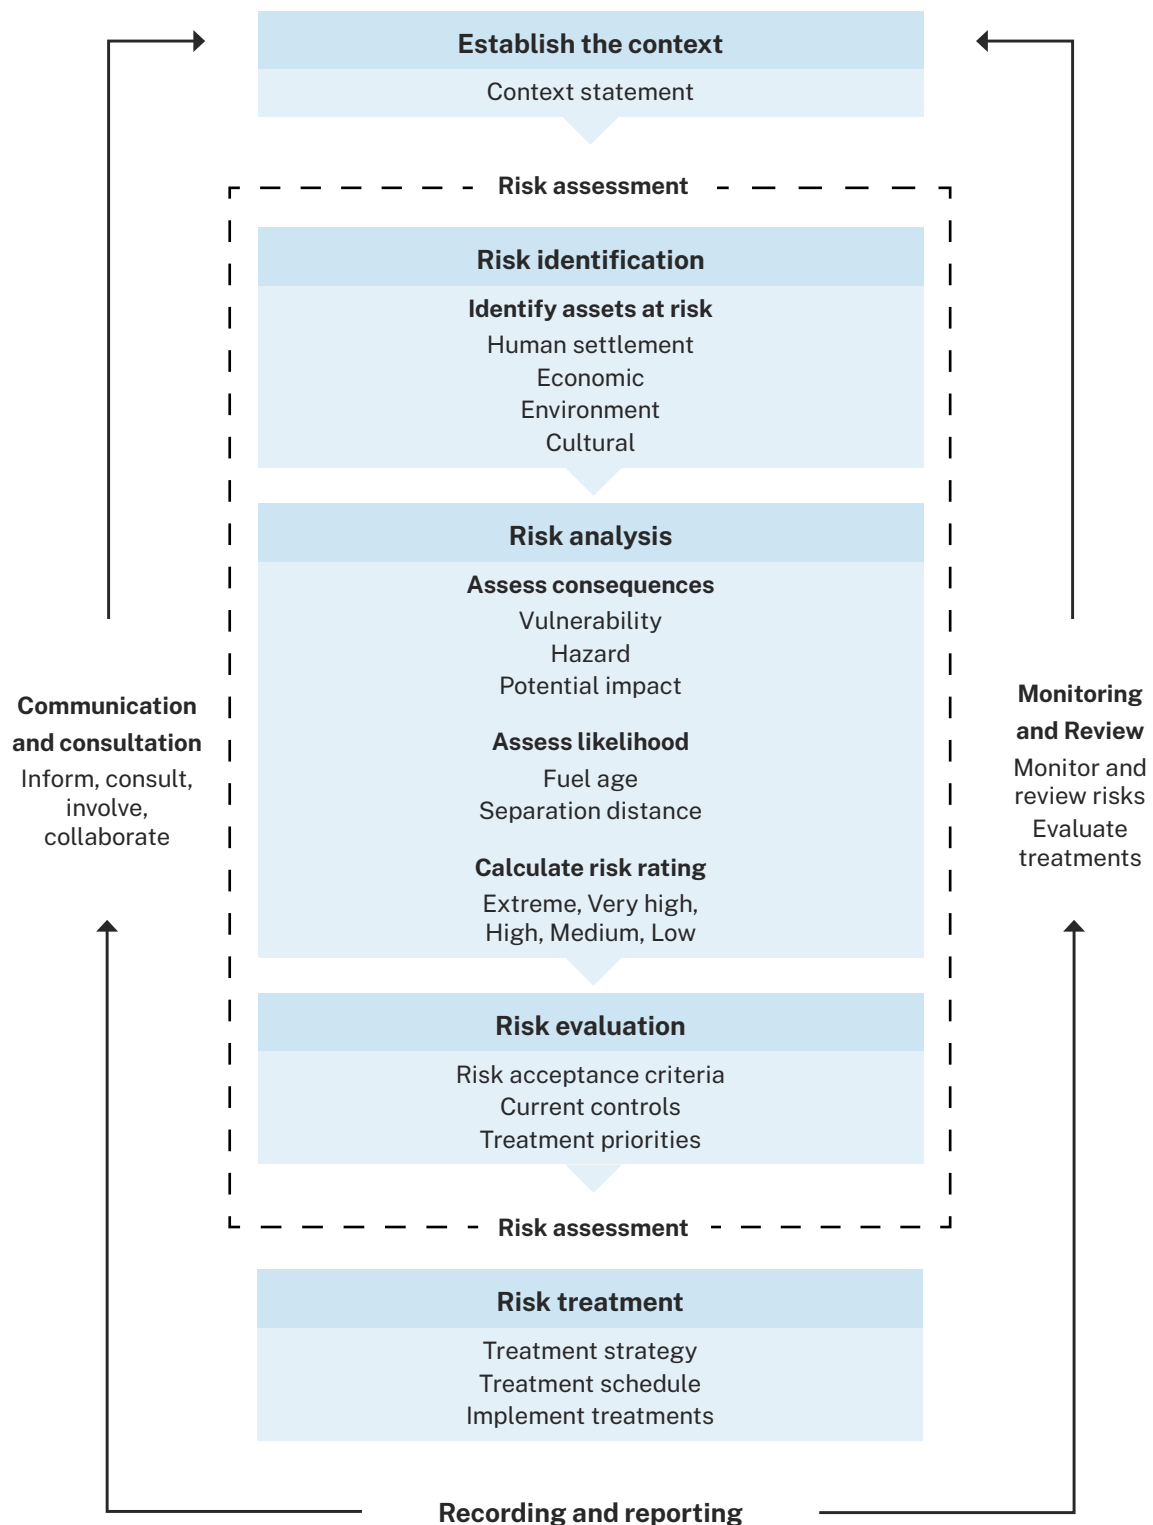 Establish the context
Context statement
Risk assessment
Risk identification
Identify assets at risk
Human settlement
Economic
Environment
Cultural
Risk analysis
Assess consequences
Vulnerability
Hazard
Potential impact
Assess likelihood
Fuel age
Separation distance
Calculate risk rating
Extreme, Very high,
High, Medium, Low
Risk evaluation
Risk acceptance criteria
Current controls
Treatment priorities
Risk assessment
Risk treatment
Treatment strategy
Treatment schedule
Implement treatments
Communication
and consultation
Inform, consult,
involve,
collaborate
Monitoring
and Review
Monitor and
review risks
Evaluate
treatments
Recording and reporting